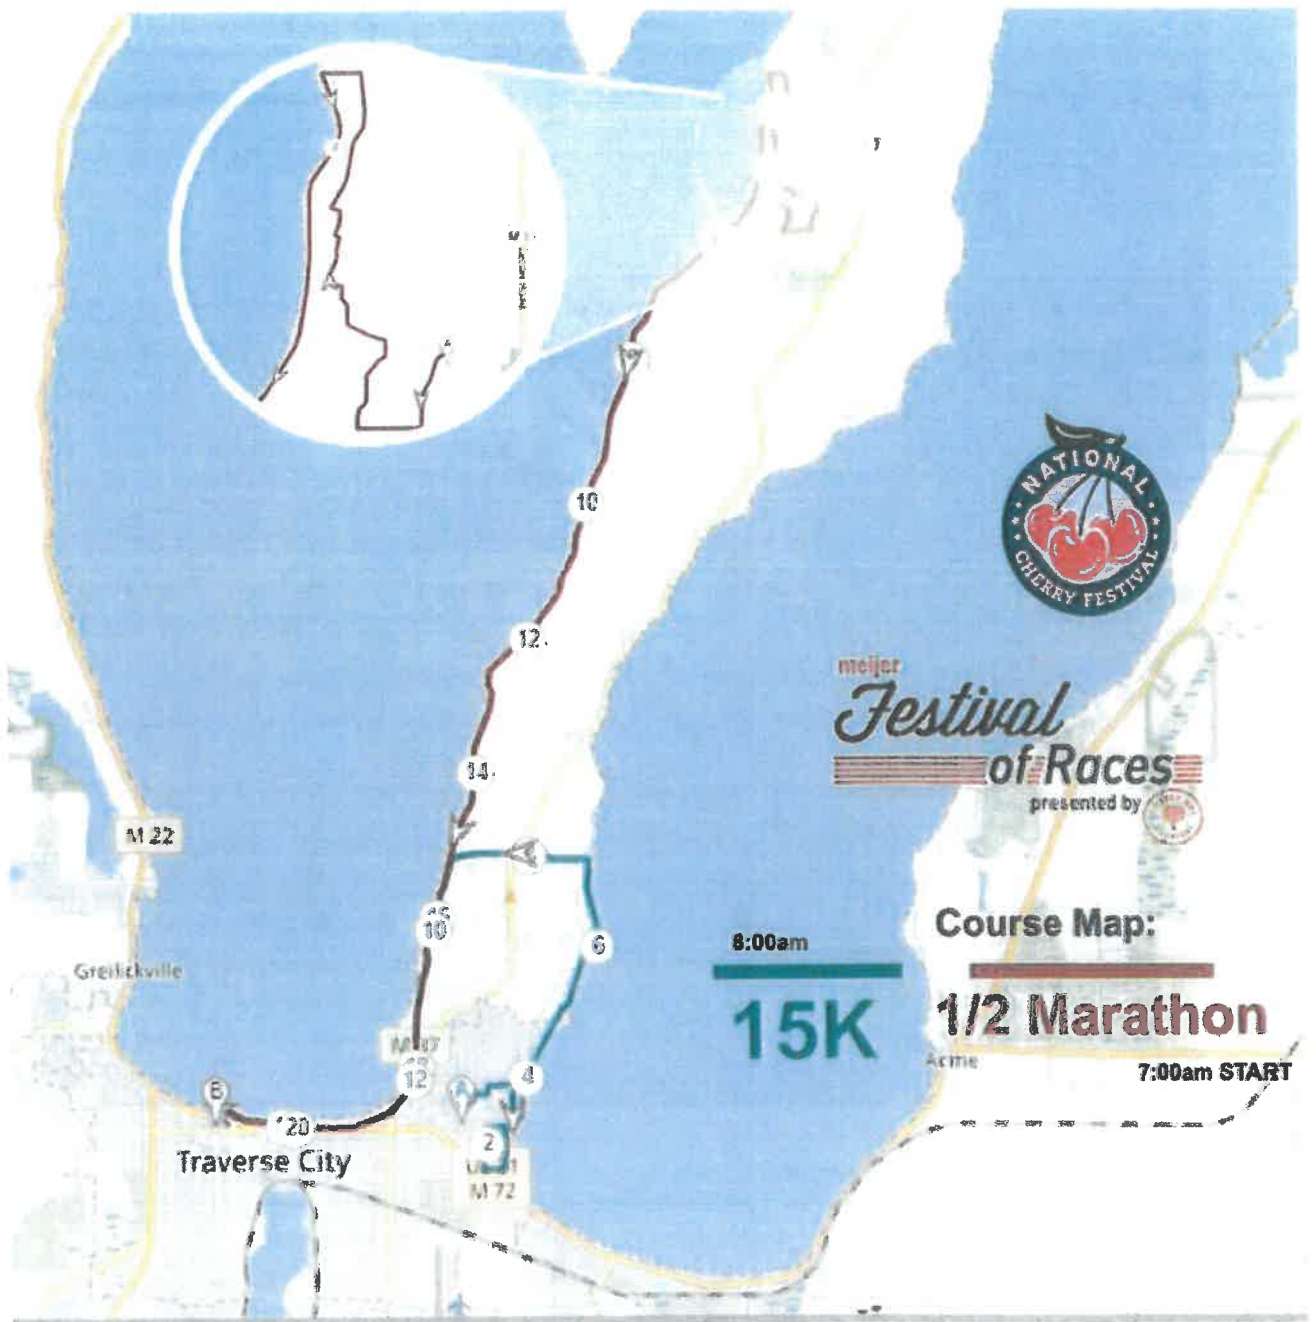 10
12
14
M 22
10
6
Greilickville
12
4
B
A
20
2
Traverse City
M 72
NATIONAL
CHERRY FESTIVAL
meijer
Festival
of Races
presented by
Course Map:
8:00am
15K
1/2 Marathon
Acme
7:00am START